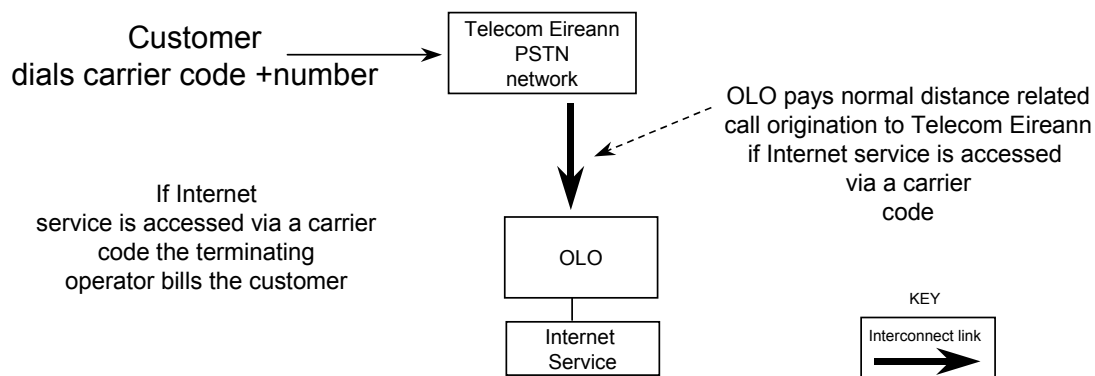 Customer
dials carrier code +number
Telecom Eireann
PSTN
network
OLO pays normal distance related
call origination to Telecom Eireann
if Internet service is accessed
via a carrier
code
If Internet
service is accessed via a carrier
code the terminating
operator bills the customer
OLO
Internet
Service
KEY
Interconnect link